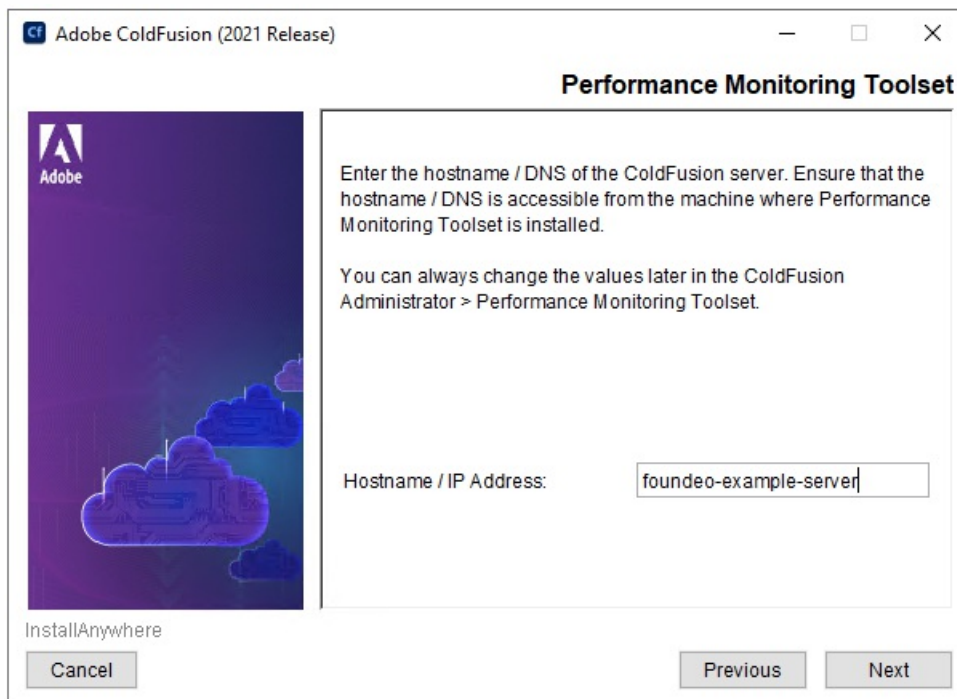 Cf Adobe ColdFusion (2021 Release)
Performance Monitoring Toolset
Adobe
Enter the hostname / DNS of the ColdFusion server. Ensure that the
hostname / DNS is accessible from the machine where Performance
Monitoring Toolset is installed.
You can always change the values later in the ColdFusion
Administrator > Performance Monitoring Toolset.
Hostname / IP Address: foundeo-example-server
InstallAnywhere
Cancel Previous Next